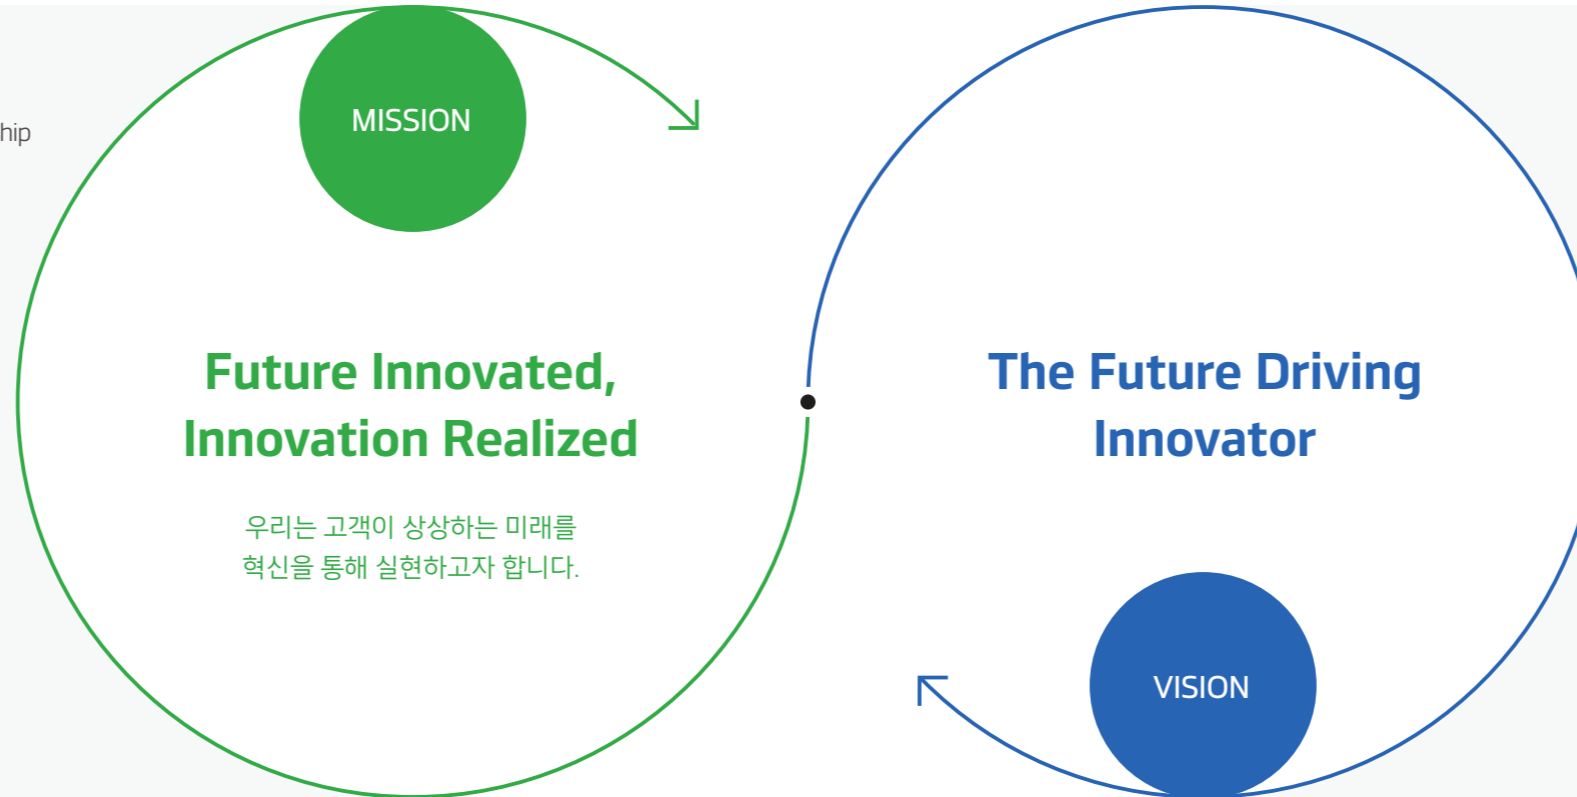 hip
MISSION
Future Innovated,
Innovation Realized
우리는 고객이 상상하는 미래를
혁신을 통해 실현하고자 합니다.
The Future Driving
Innovator
VISION